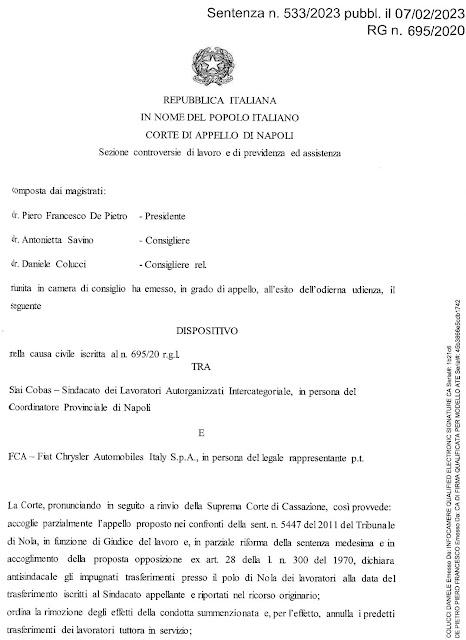 Sentenza n. 533/2023 pubbl. il 07/02/2023
RG n. 695/2020
REPUBBLICA ITALIANA
IN NOME DEL POPOLO ITALIANO
CORTE DI APPELLO DI NAPOLI
Sezione controversie di lavoro e di previdenza ed assistenza
composta dai magistrati:
dr. Piero Francesco De Pietro - Presidente
dr. Antonietta Savino - Consigliere
dr. Daniele Colucci - Consigliere rel.
riunita in camera di consiglio ha emesso, in grado di appello, all'esito dell'odierna udienza, il
seguente
DISPOSITIVO
nella causa civile iscritta al n. 695/20 r.g.l.
TRA
Slai Cobas – Sindacato dei Lavoratori Autorganizzati Intercategoriale, in persona del
Coordinatore Provinciale di Napoli
E
FCA – Fiat Chrysler Automobiles Italy S.p.A., in persona del legale rappresentante p.t.
La Corte, pronunciando in seguito a rinvio della Suprema Corte di Cassazione, così provvede:
accoglie parzialmente l'appello proposto nei confronti della sent. n. 5447 del 2011 del Tribunale
di Nola, in funzione di Giudice del lavoro e, in parziale riforma della sentenza medesima e in
accoglimento della proposta opposizione ex art. 28 della l. n. 300 del 1970, dichiara
antisindacale gli impugnati trasferimenti presso il polo di Nola dei lavoratori alla data del
trasferimento iscritti al Sindacato appellante e riportati nel ricorso originario;
ordina la rimozione degli effetti della condotta summenzionata e, per l'effetto, annulla i predetti
trasferimenti dei lavoratori tuttora in servizio;
COLUCCI DANIELE Emesso Da: INFOCAMERE QUALIFIED ELECTRONIC SIGNATURE CA Serial#:
DE PIETRO PIERO FRANCESCO Emesso Da: CA DI FIRMA QUALIFICATA PER MODELLO ATE Serial#: